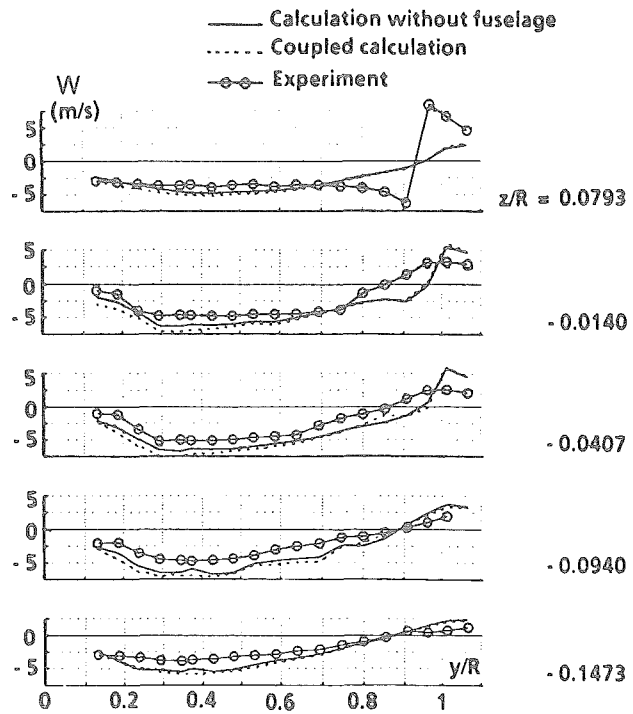 Calculation without fuselage
Coupled calculation
Experiment
W
(m/s)
5
0
- 5
z/R = 0.0793
5
0
- 5
- 0.0140
5
0
- 5
- 0.0407
5
0
- 5
- 0.0940
0
- 5
y/R
- 0.1473
0 0.2 0.4 0.6 0.8 1